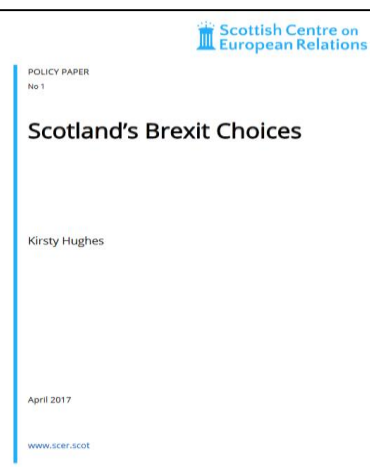 Scottish Centre on
European Relations
POLICY PAPER
No 1
Scotland's Brexit Choices
Kirsty Hughes
April 2017
www.scer.scot